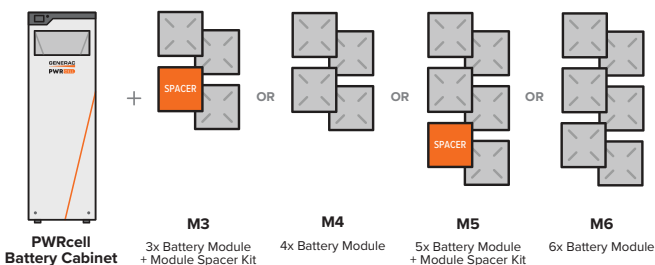 GENERAC
PWRcell
+
SPACER
OR
OR
SPACER
OR
PWRcell
Battery Cabinet
M3
3x Battery Module
+ Module Spacer Kit
M4
4x Battery Module
M5
5x Battery Module
+ Module Spacer Kit
M6
6x Battery Module